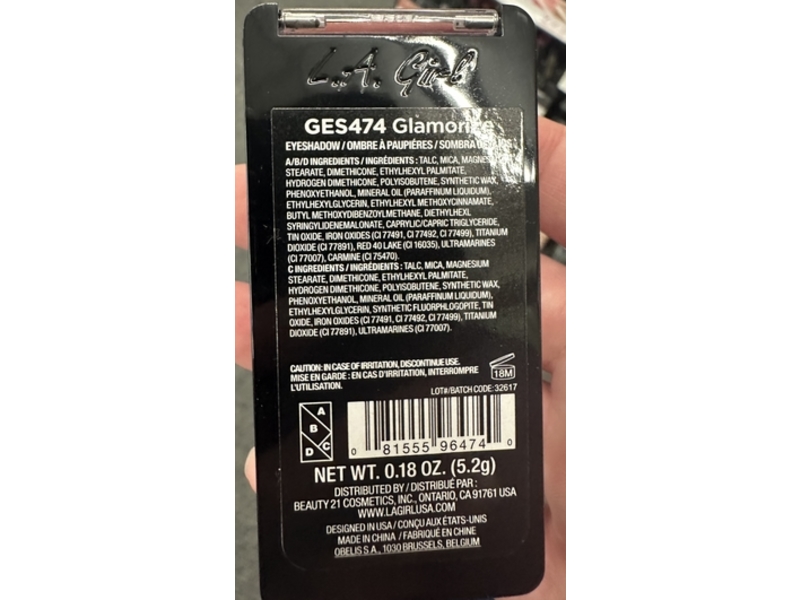 L.A. Girl
GES474 Glamorize
EYESHADOW / OMBRE À PAUPIÈRES / SOMBRA
A/B/D INGREDIENTS / INGRÉDIENTS : TALC, MICA, MAGNESIUM
STEARATE, DIMETHICONE, ETHYLHEXYL PALMITATE,
HYDROGEN DIMETHICONE, POLYISOBUTENE, SYNTHETIC WAX,
PHENOXYETHANOL, MINERAL OIL (PARAFFINUM LIQUIDUM),
ETHYLHEXYLGLYCERIN, ETHYLHEXYL METHOXYCINNAMATE,
BUTYL METHOXYDIBENZOYLMETHANE, DIETHYLHEXL
SYRINGYLIDENEMALONATE, CAPRYLIC/CAPRIC TRIGLYCERIDE,
TIN OXIDE, IRON OXIDES (CI 77491, CI 77492, CI 77499), TITANIUM
DIOXIDE (CI 77891), RED 40 LAKE (CI 16035), ULTRAMARINES
(CI 77007), CARMINE (CI 75470).
C INGREDIENTS / INGRÉDIENTS : TALC, MICA, MAGNESIUM
STEARATE, DIMETHICONE, ETHYLHEXYL PALMITATE,
HYDROGEN DIMETHICONE, POLYISOBUTENE, SYNTHETIC WAX,
PHENOXYETHANOL, MINERAL OIL (PARAFFINUM LIQUIDUM),
ETHYLHEXYLGLYCERIN, SYNTHETIC FLUORPHLOGOPITE, TIN
OXIDE, IRON OXIDES (CI 77491, CI 77492, CI 77499), TITANIUM
DIOXIDE (CI 77891), ULTRAMARINES (CI 77007).
CAUTION: IN CASE OF IRRITATION, DISCONTINUE USE.
MISE EN GARDE : EN CAS D'IRRITATION, INTERROMPRE
L'UTILISATION.
18M
LOT#/BATCH CODE: 32617
A
B
D C
0 81555 96474 0
NET WT. 0.18 OZ. (5.2g)
DISTRIBUTED BY / DISTRIBUÉ PAR :
BEAUTY 21 COSMETICS, INC., ONTARIO, CA 91761 USA
WWW.LAGIRLUSA.COM
DESIGNED IN USA / CONÇU AUX ÉTATS-UNIS
MADE IN CHINA / FABRIQUÉ EN CHINE
OBELIS S.A., 1030 BRUSSELS, BELGIUM